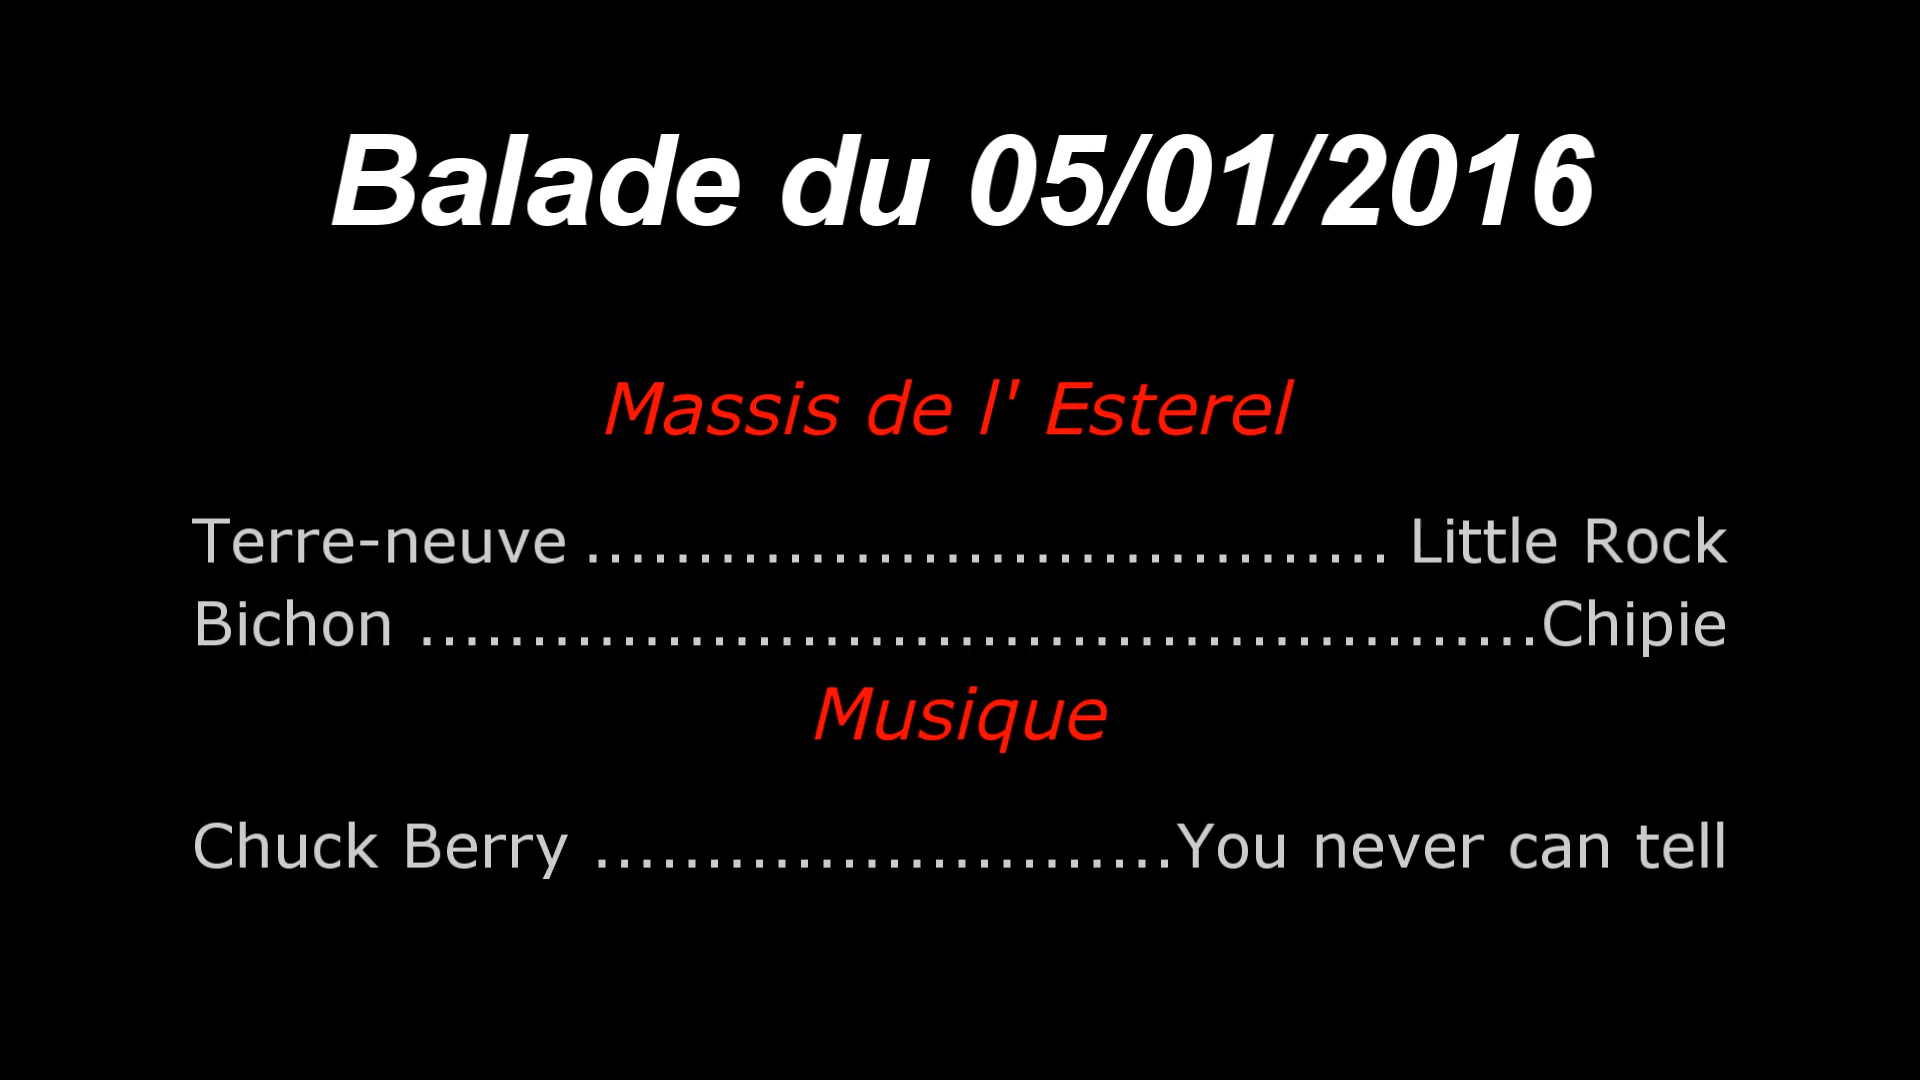 Balade du 05/01/2016
Massis de l' Esterel
Terre-neuve .................................... Little Rock
Bichon ..................................................Chipie
Musique
Chuck Berry ..........................You never can tell